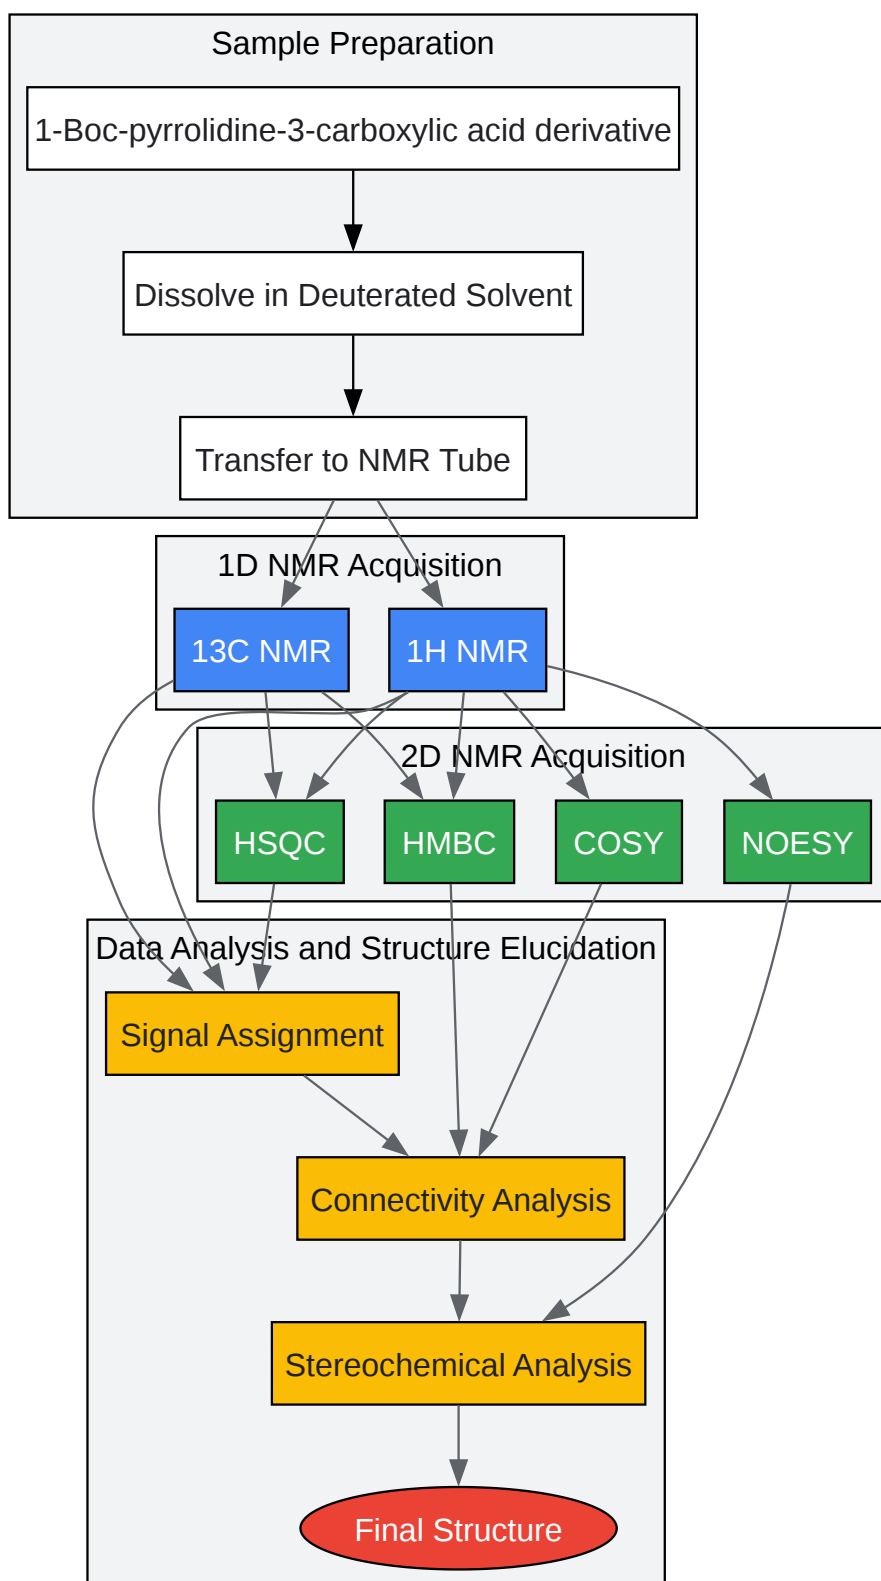 Sample Preparation
1-Boc-pyrrolidine-3-carboxylic acid derivative
Dissolve in Deuterated Solvent
Transfer to NMR Tube
1D NMR Acquisition
13C NMR
1H NMR
2D NMR Acquisition
HSQC
HMBC
COSY
NOESY
Data Analysis and Structure Elucidation
Signal Assignment
Connectivity Analysis
Stereochemical Analysis
Final Structure